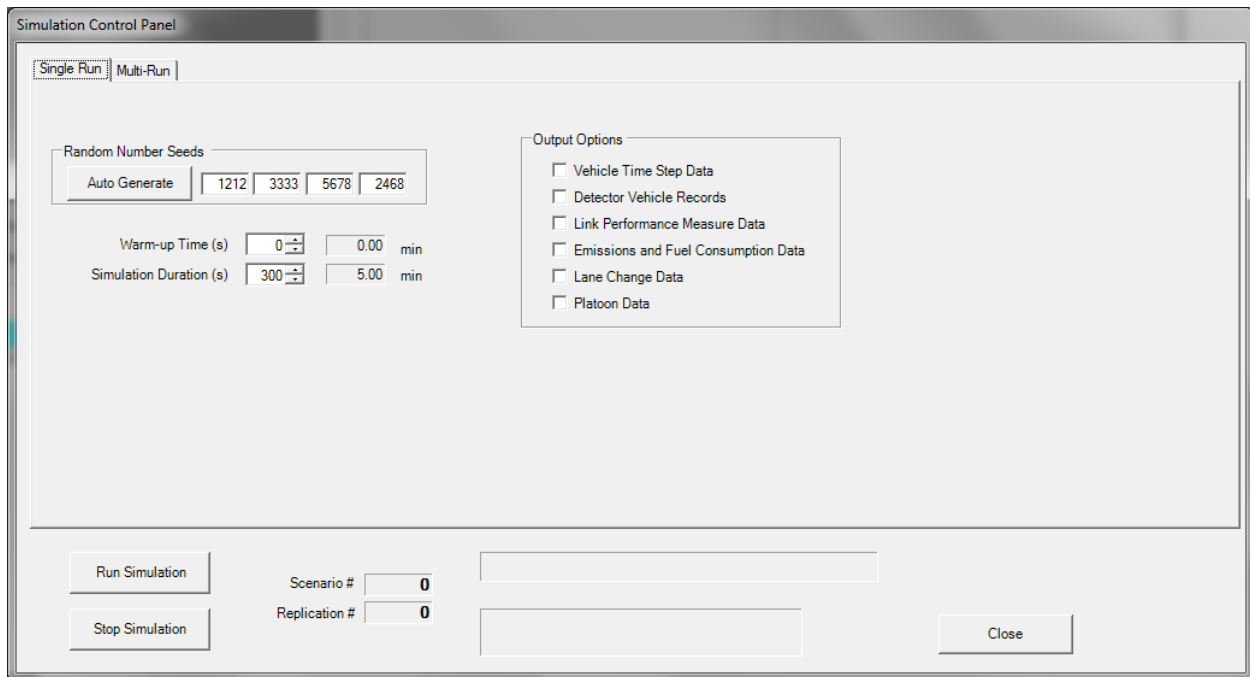 Simulation Control Panel
Single Run Multi-Run
Random Number Seeds
Auto Generate 1212 3333 5678 2468
Warm-up Time (s) 0 0.00 min
Simulation Duration (s) 300 5.00 min
Output Options
Vehicle Time Step Data
Detector Vehicle Records
Link Performance Measure Data
Emissions and Fuel Consumption Data
Lane Change Data
Platoon Data
Run Simulation
Stop Simulation
Scenario # 0
Replication # 0
Close